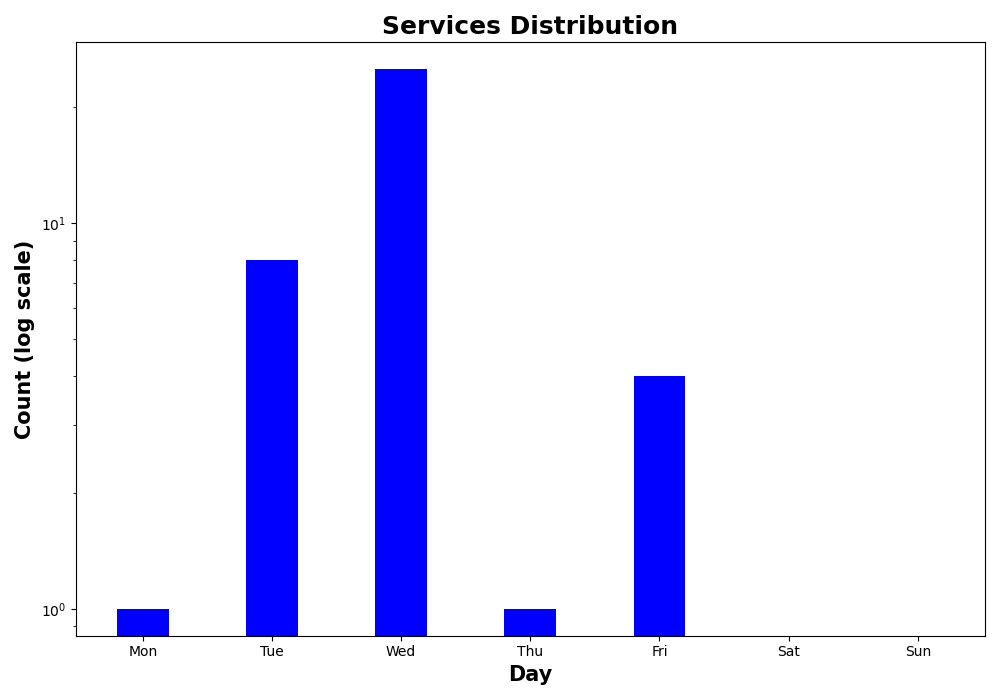 Services Distribution
Count (log scale)
10¹
10⁰
Mon Tue Wed Thu Fri Sat Sun
Day